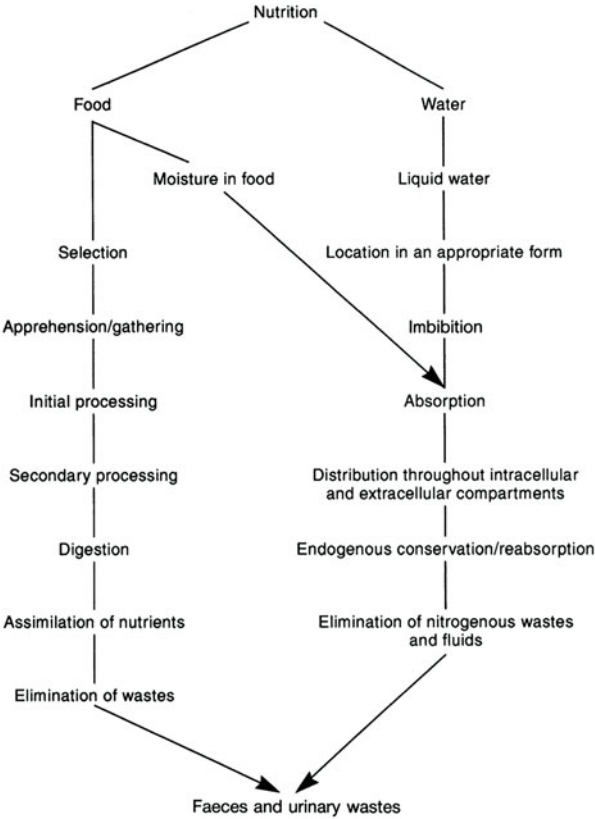 Nutrition
Food
Water
Moisture in food
Liquid water
Selection
Location in an appropriate form
Apprehension/gathering
Imbibition
Initial processing
Absorption
Secondary processing
Distribution throughout intracellular
and extracellular compartments
Digestion
Endogenous conservation/reabsorption
Assimilation of nutrients
Elimination of nitrogenous wastes
and fluids
Elimination of wastes
Faeces and urinary wastes